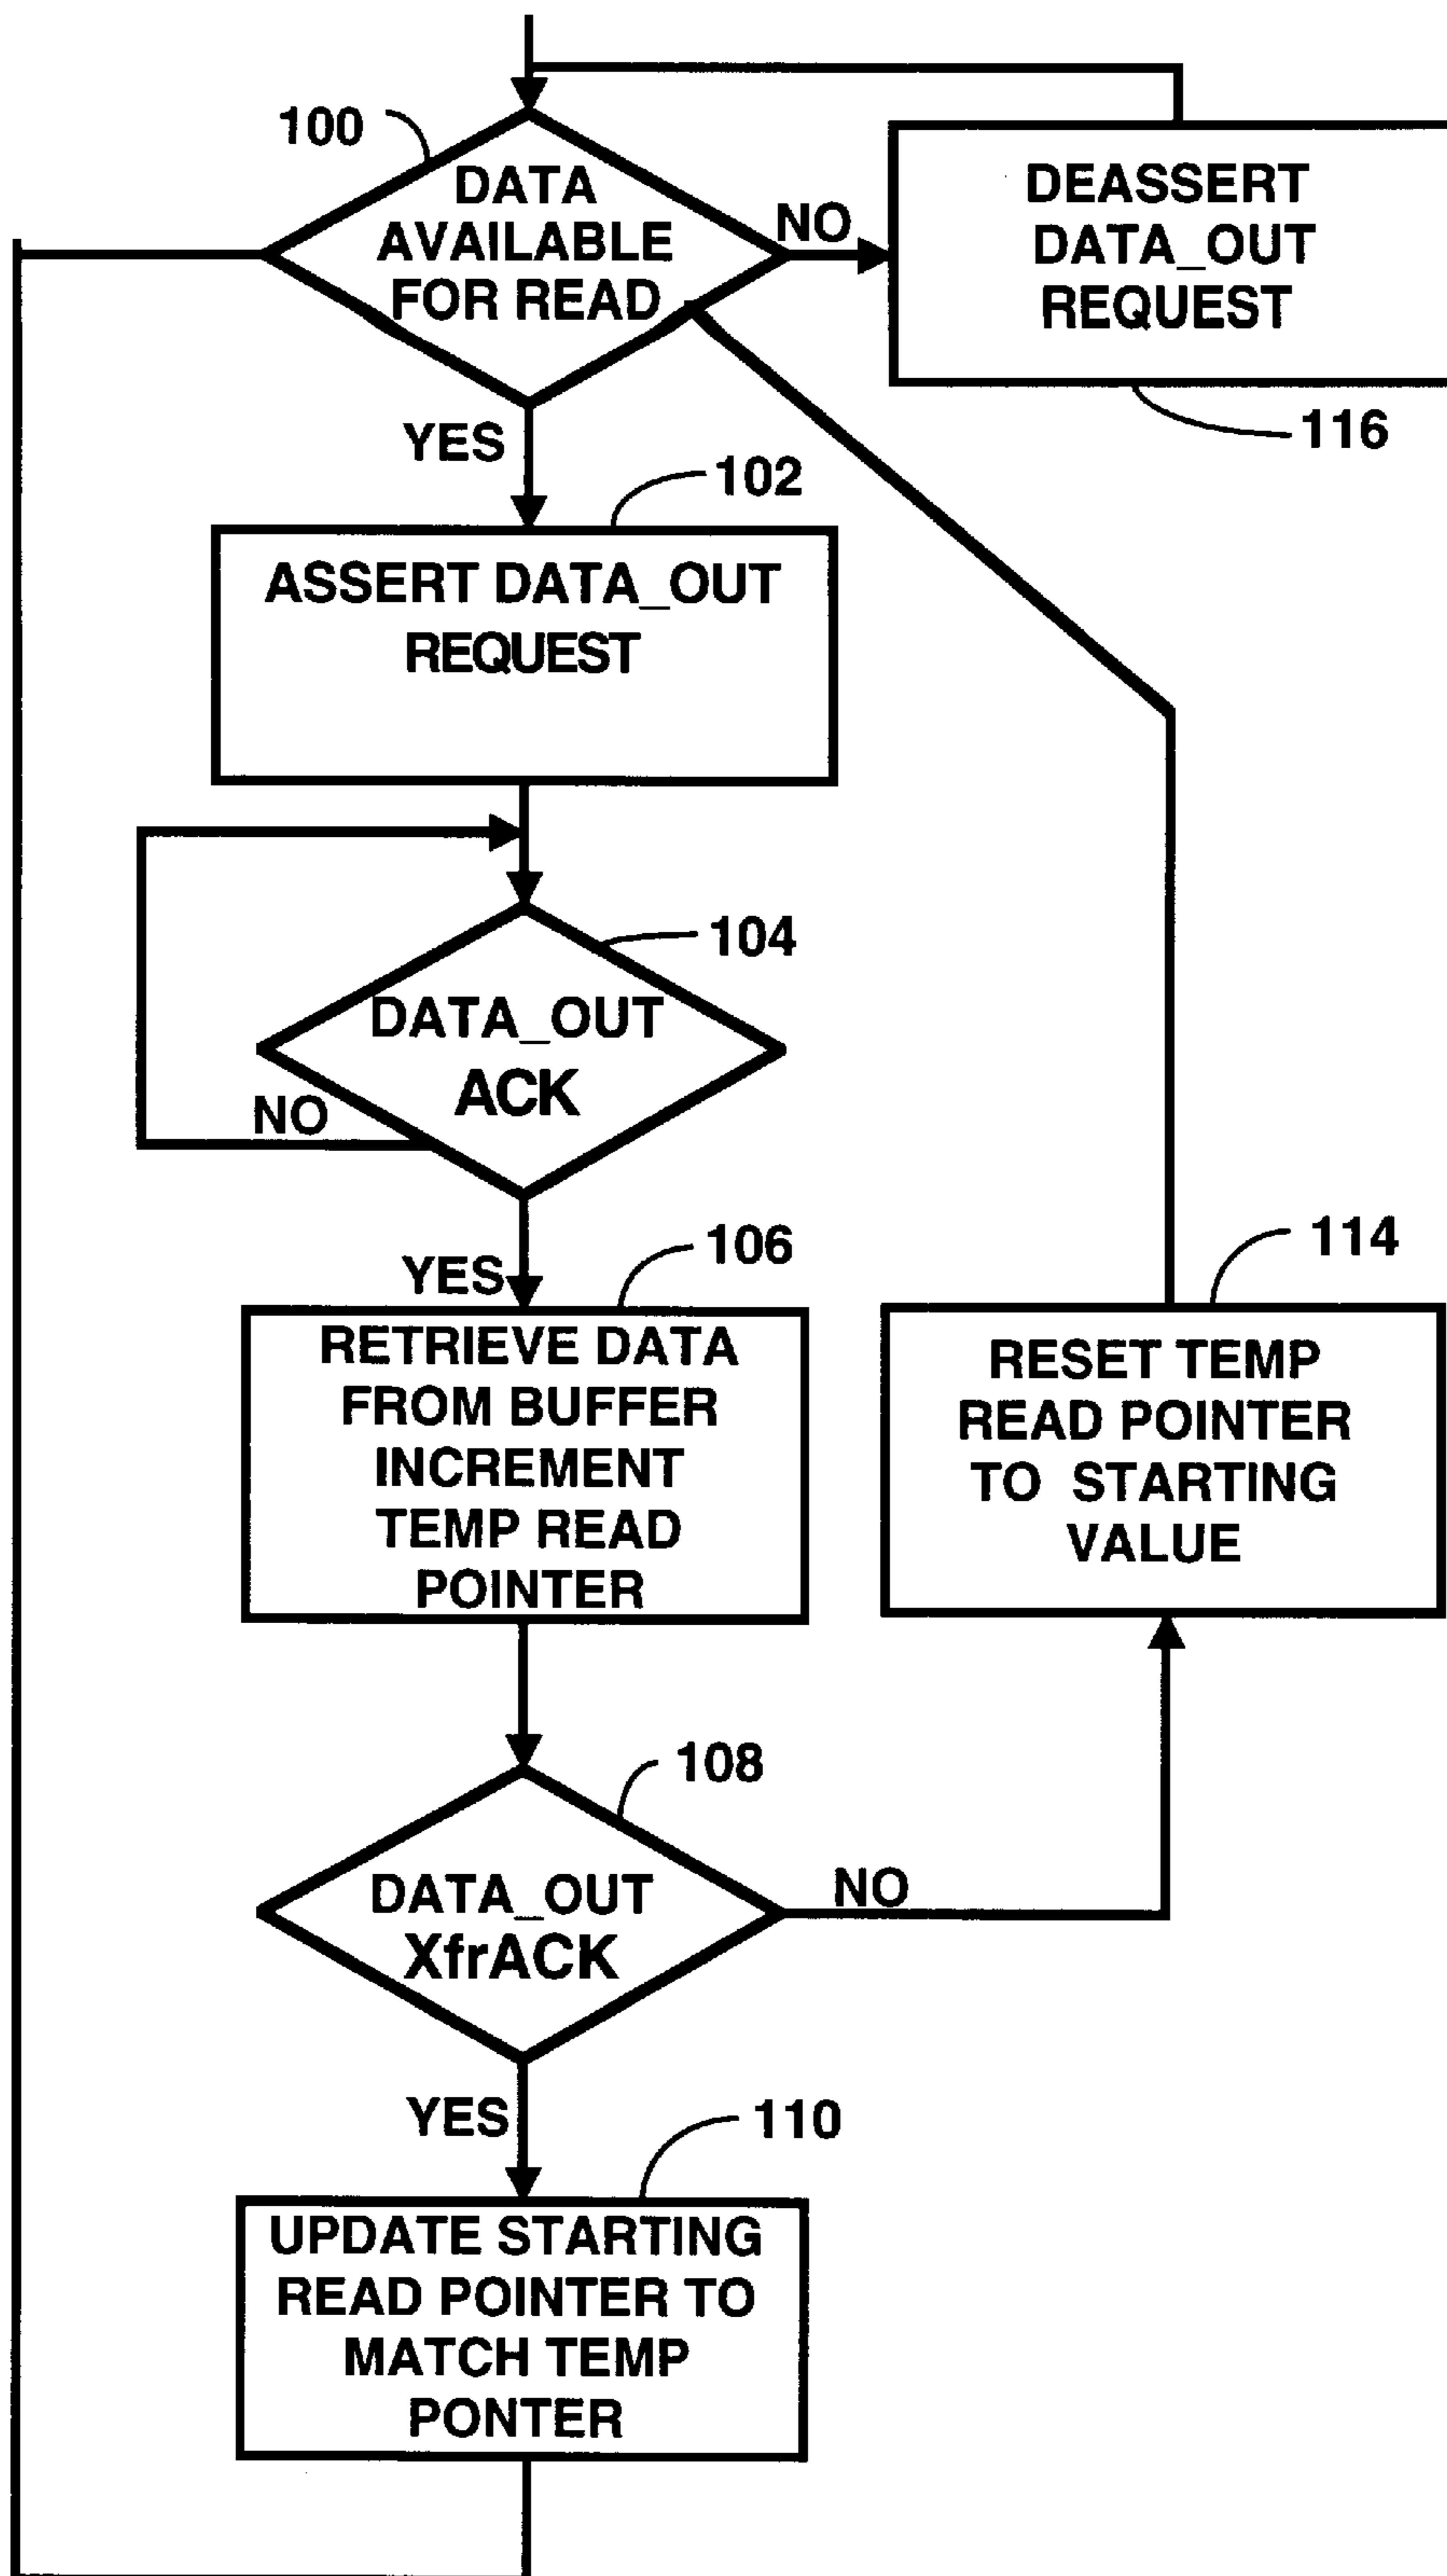 100
DATA
AVAILABLE
FOR READ
NO
DEASSERT
DATA_OUT
REQUEST
116
YES
102
ASSERT DATA_OUT
REQUEST
104
DATA_OUT
ACK
NO
YES
106
RETRIEVE DATA
FROM BUFFER
INCREMENT
TEMP READ
POINTER
114
RESET TEMP
READ POINTER
TO STARTING
VALUE
108
DATA_OUT
XfrACK
NO
YES
110
UPDATE STARTING
READ POINTER TO
MATCH TEMP
PONTER